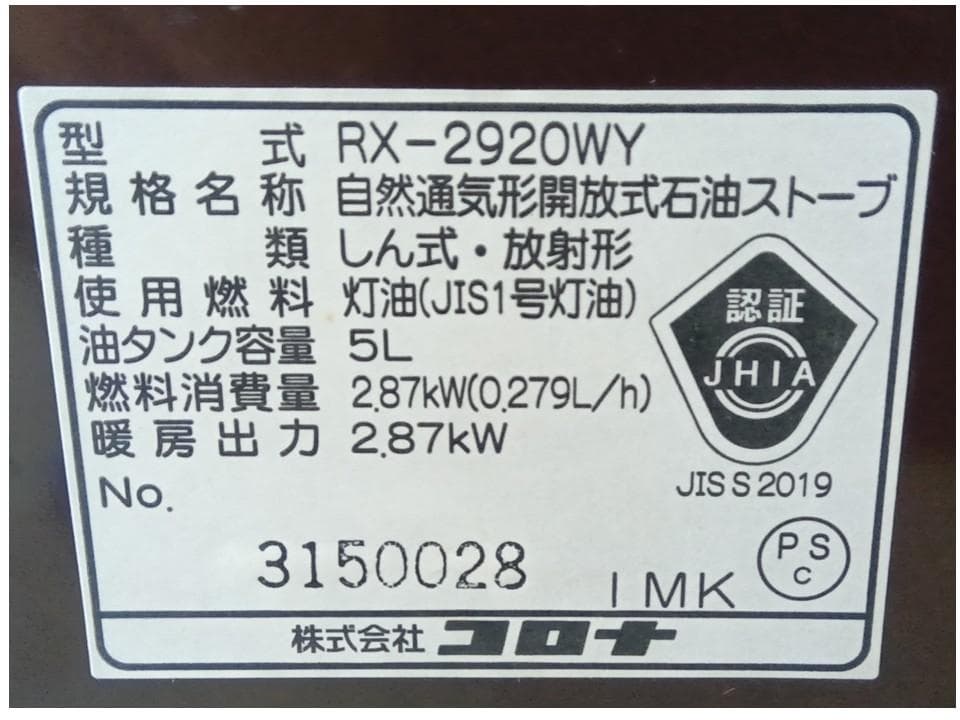 型式 RX-2920WY
規格名称 自然通気形開放式石油ストーブ
種類 しん式・放射形
使用燃料 灯油(JIS1号灯油)
油タンク容量 5L
燃料消費量 2.87kW(0.279L/h)
暖房出力 2.87kW
認証
JHIA
JIS S 2019
No.
3150028
IMK
PS
C
株式会社 コロナ